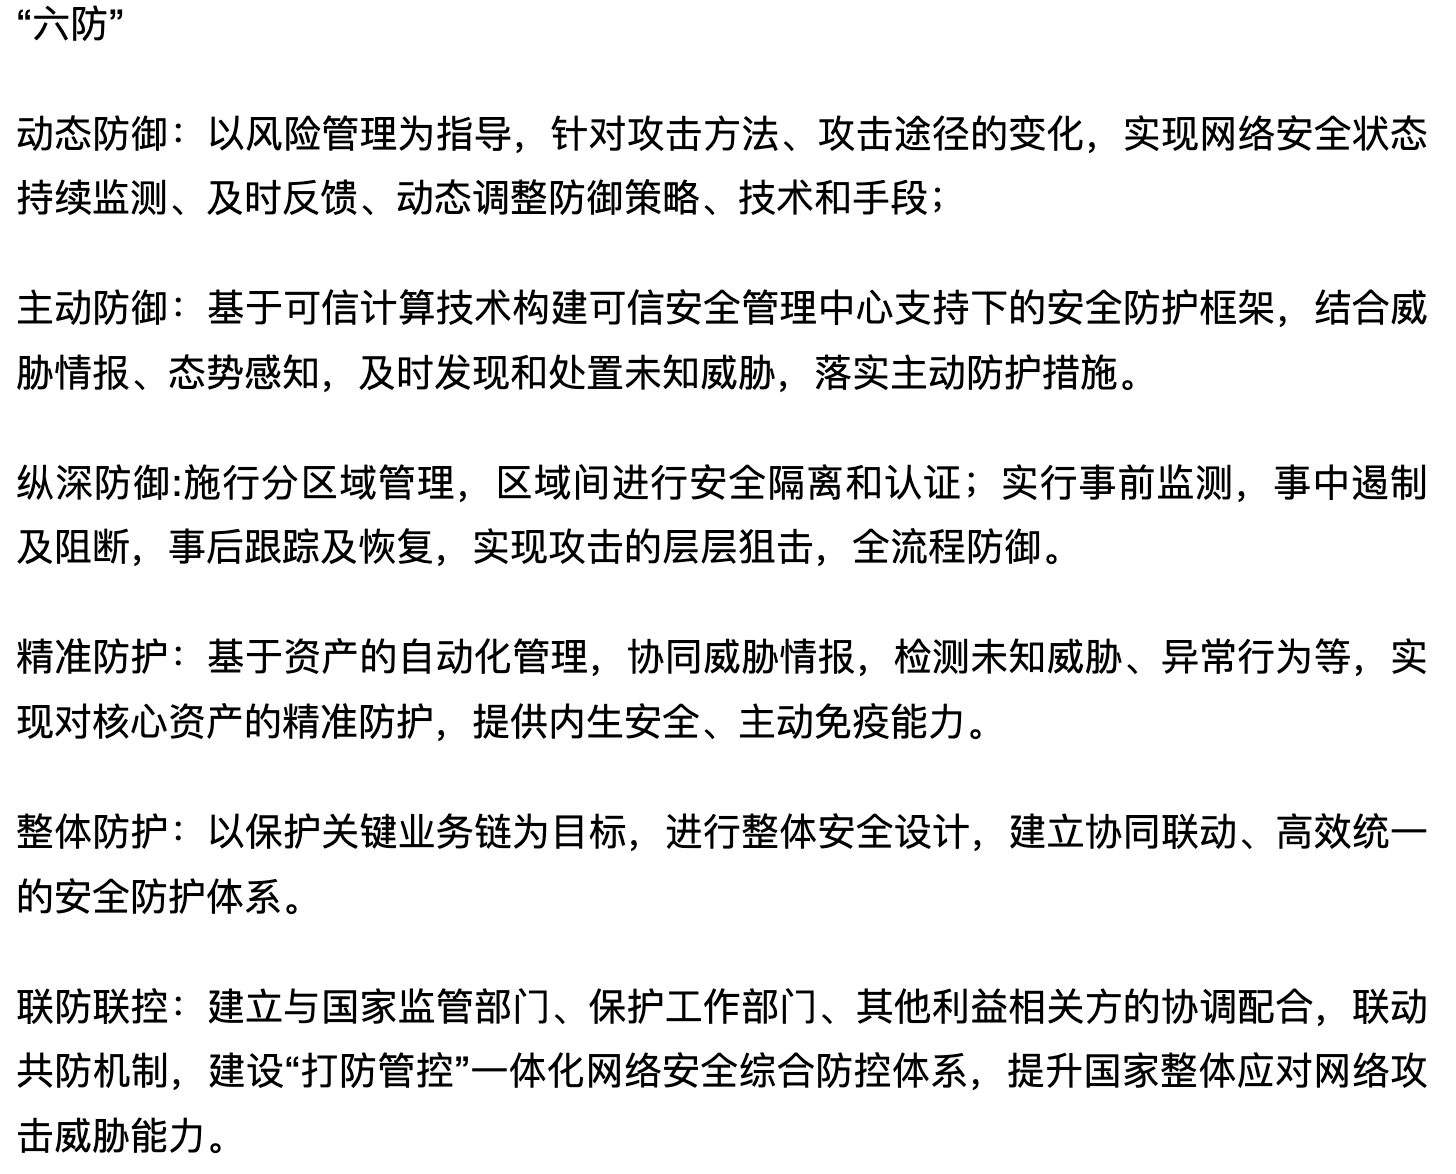 “六防”
动态防御：以风险管理为指导，针对攻击方法、攻击途径的变化，实现网络安全状态
持续监测、及时反馈、动态调整防御策略、技术和手段；
主动防御：基于可信计算技术构建可信安全管理中心支持下的安全防护框架，结合威
胁情报、态势感知，及时发现和处置未知威胁，落实主动防护措施。
纵深防御:施行分区域管理，区域间进行安全隔离和认证；实行事前监测，事中遏制
及阻断，事后跟踪及恢复，实现攻击的层层狙击，全流程防御。
精准防护：基于资产的自动化管理，协同威胁情报，检测未知威胁、异常行为等，实
现对核心资产的精准防护，提供内生安全、主动免疫能力。
整体防护：以保护关键业务链为目标，进行整体安全设计，建立协同联动、高效统一
的安全防护体系。
联防联控：建立与国家监管部门、保护工作部门、其他利益相关方的协调配合，联动
共防机制，建设“打防管控”一体化网络安全综合防控体系，提升国家整体应对网络攻
击威胁能力。